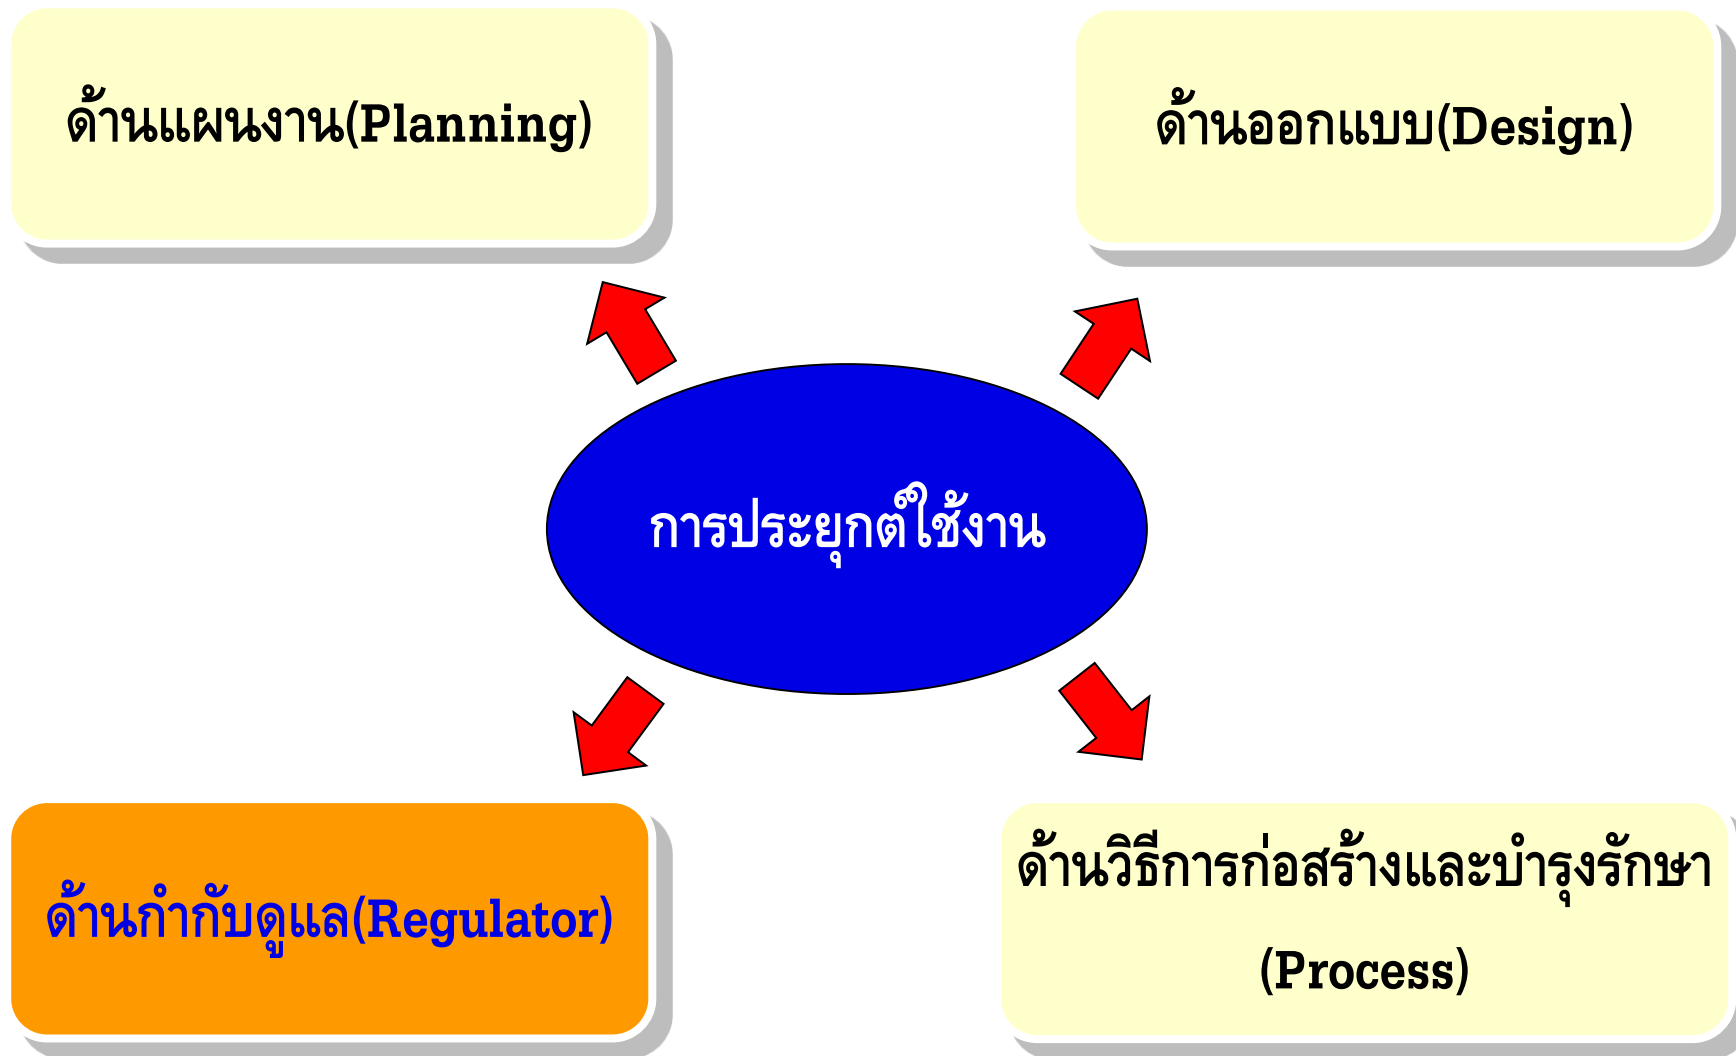 ด้านแผนงาน(Planning)
ด้านออกแบบ(Design)
การประยุกต์ใช้งาน
ด้านกำกับดูแล(Regulator)
ด้านวิธีการก่อสร้างและบำรุงรักษา
(Process)